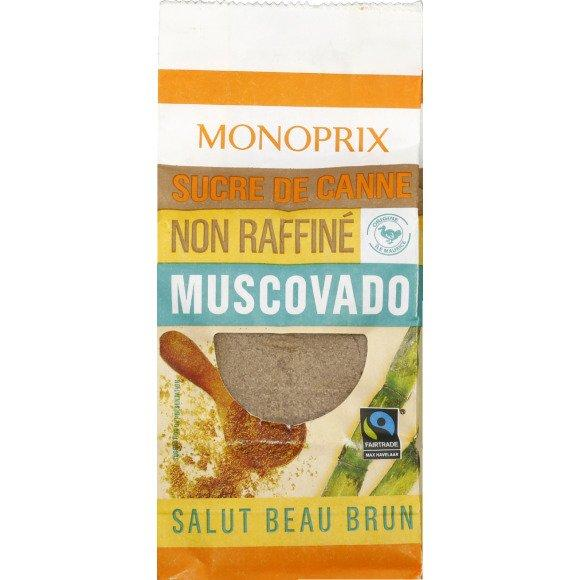 MONOPRIX
SUCRE DE CANNE
NON RAFFINÉ
ORIGINE
ÎLE MAURICE
MUSCOVADO
FAIRTRADE
MAX HAVELAAR
SALUT BEAU BRUN